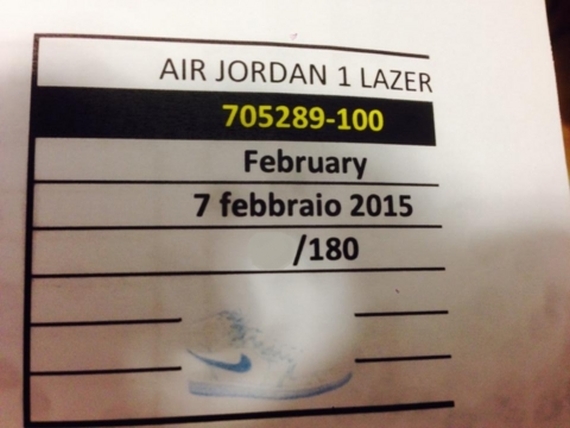 AIR JORDAN 1 LAZER
705289-100
February
7 febbraio 2015
/180